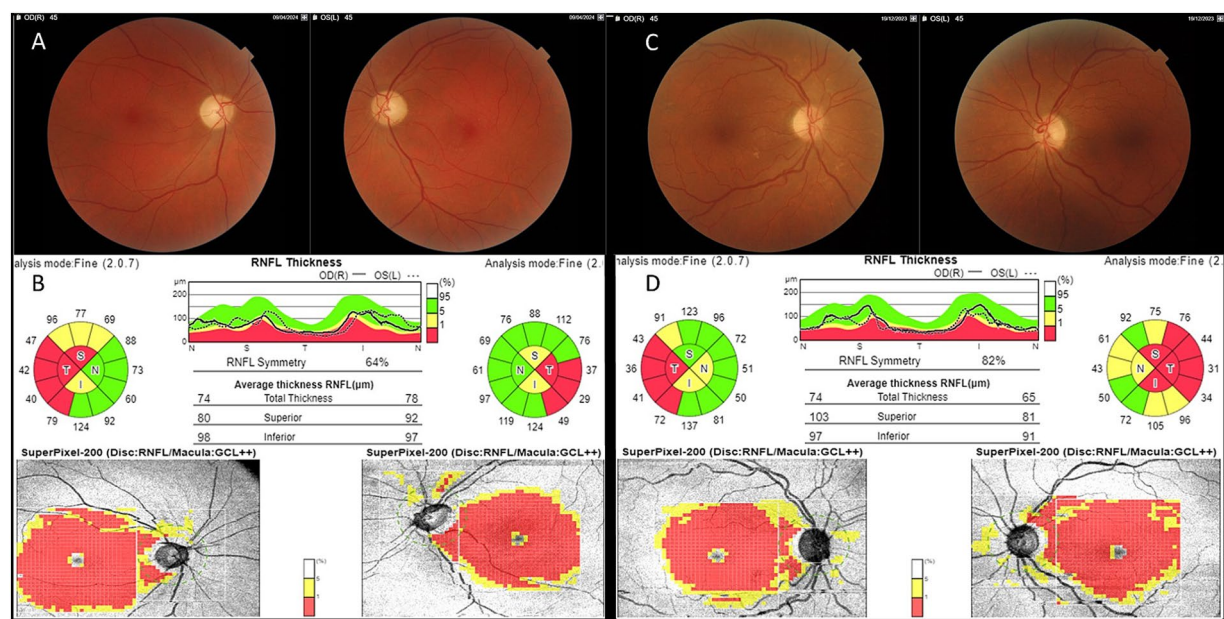 OD(R) 45 09/04/2024
OS(L) 45 09/04/2024
OD(R) 45 19/12/2023
OS(L) 45 19/12/2023
A
C
alysis mode:Fine (2.0.7)
RNFL Thickness
Analysis mode:Fine (2.
B
OD(R) OS(L)
µm
200
100
0
N S T I N
(%)
95
5
1
RNFL Symmetry 64%
Average thickness RNFL(µm)
74 Total Thickness 78
80 Superior 92
98 Inferior 97
77
96 69
47 88
42 73
40 60
79 92
124
S
T N
I
88
76 112
69 76
61 37
97 29
119 49
124
S
N T
I
SuperPixel-200 (Disc:RNFL/Macula:GCL++)
SuperPixel-200 (Disc:RNFL/Macula:GCL++)
(%)
5
1
nalysis mode:Fine (2.0.7)
RNFL Thickness
Analysis mode:Fine (2.
D
OD(R) OS(L)
µm
200
100
0
N S T I N
(%)
95
5
1
RNFL Symmetry 82%
Average thickness RNFL(µm)
74 Total Thickness 65
103 Superior 81
97 Inferior 91
123
91 96
43 72
36 51
41 50
72 81
137
S
T N
I
75
92 76
61 44
43 31
50 34
72 96
105
S
N T
I
SuperPixel-200 (Disc:RNFL/Macula:GCL++)
SuperPixel-200 (Disc:RNFL/Macula:GCL++)
(%)
5
1